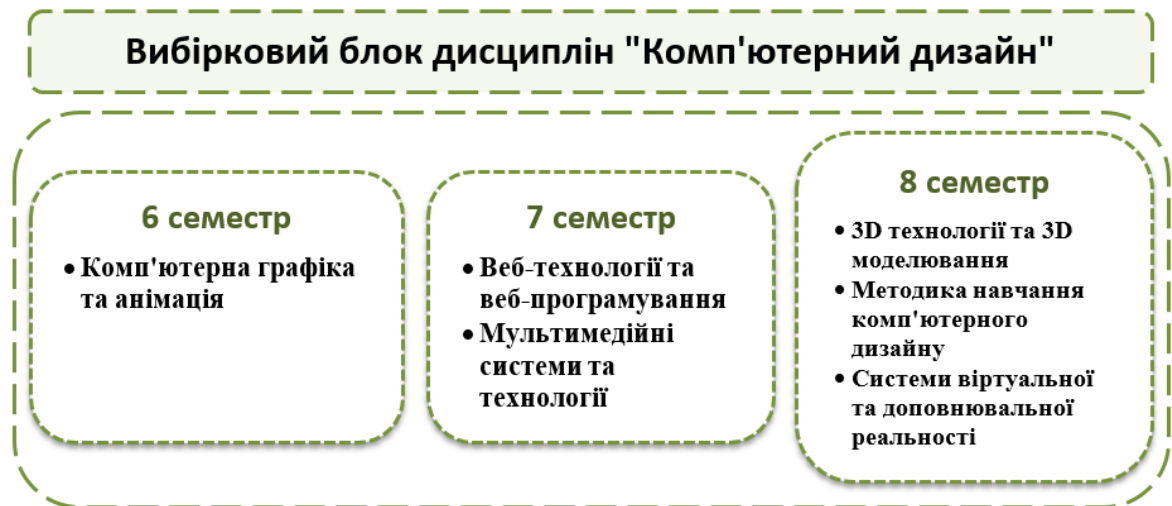 Вибірковий блок дисциплін "Комп'ютерний дизайн"
6 семестр
• Комп'ютерна графіка
та анімація
7 семестр
• Веб-технології та
веб-програмування
• Мультимедійні
системи та
технології
8 семестр
• 3D технології та 3D
моделювання
• Методика навчання
комп'ютерного
дизайну
• Системи віртуальної
та доповнювальної
реальності